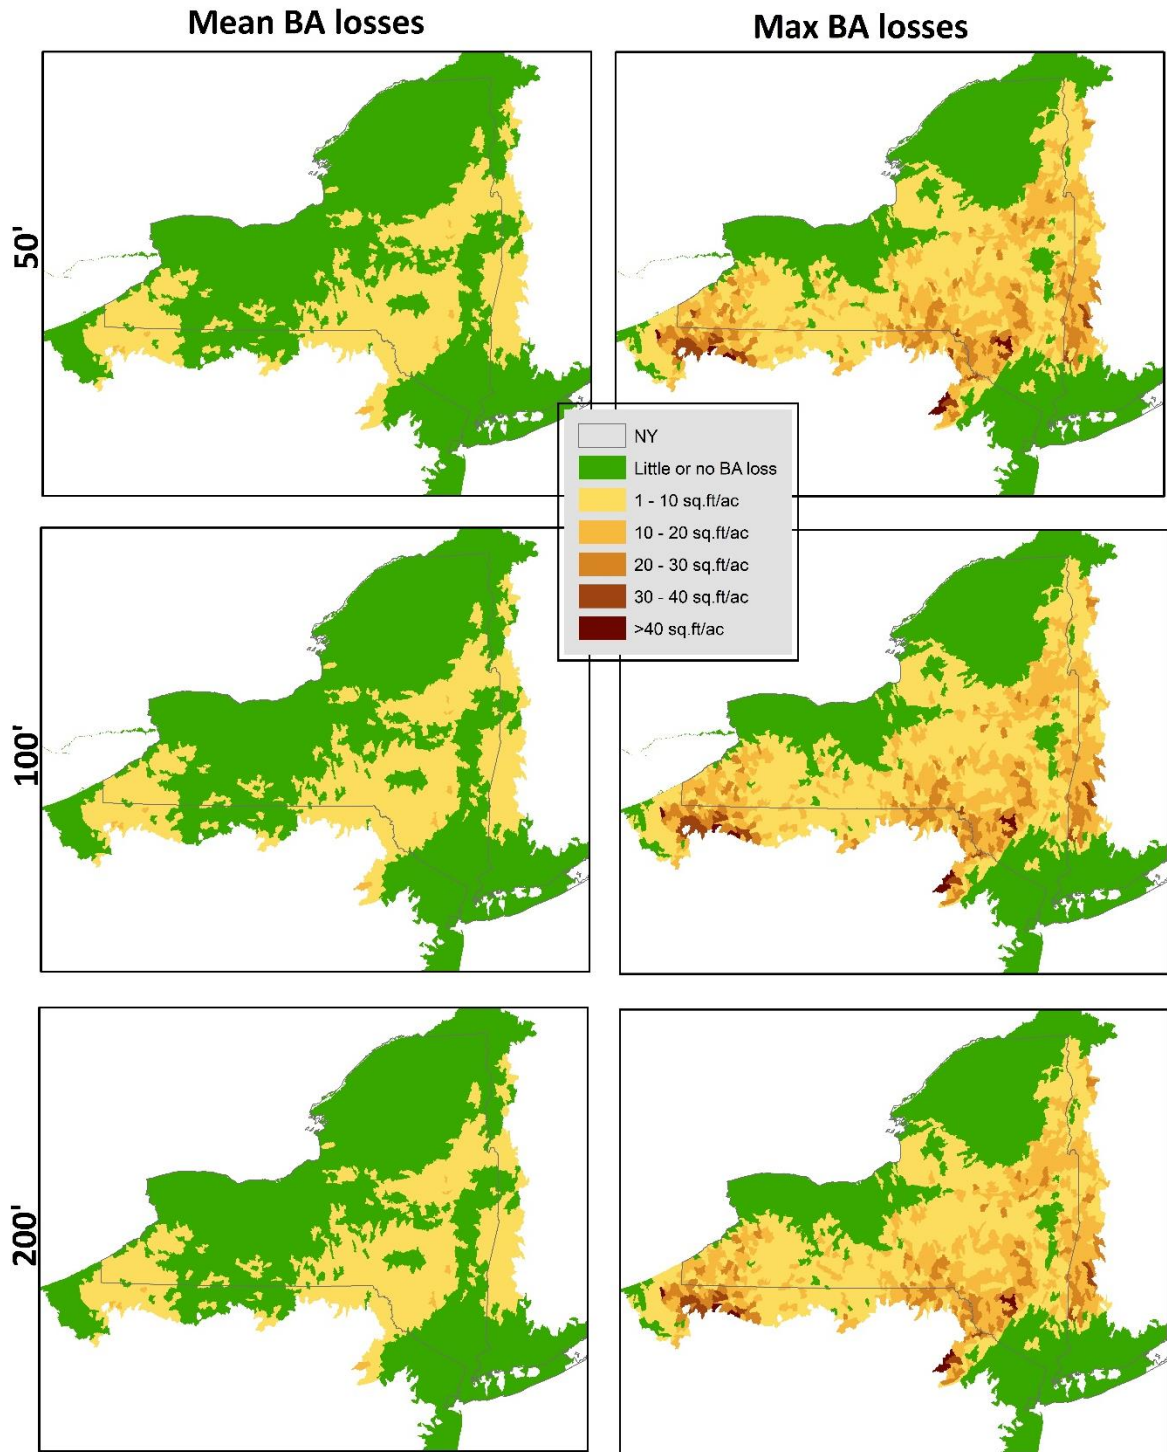 Mean BA losses
Max BA losses
50'
NY
Little or no BA loss
1 - 10 sq.ft/ac
10 - 20 sq.ft/ac
20 - 30 sq.ft/ac
30 - 40 sq.ft/ac
>40 sq.ft/ac
100'
200'